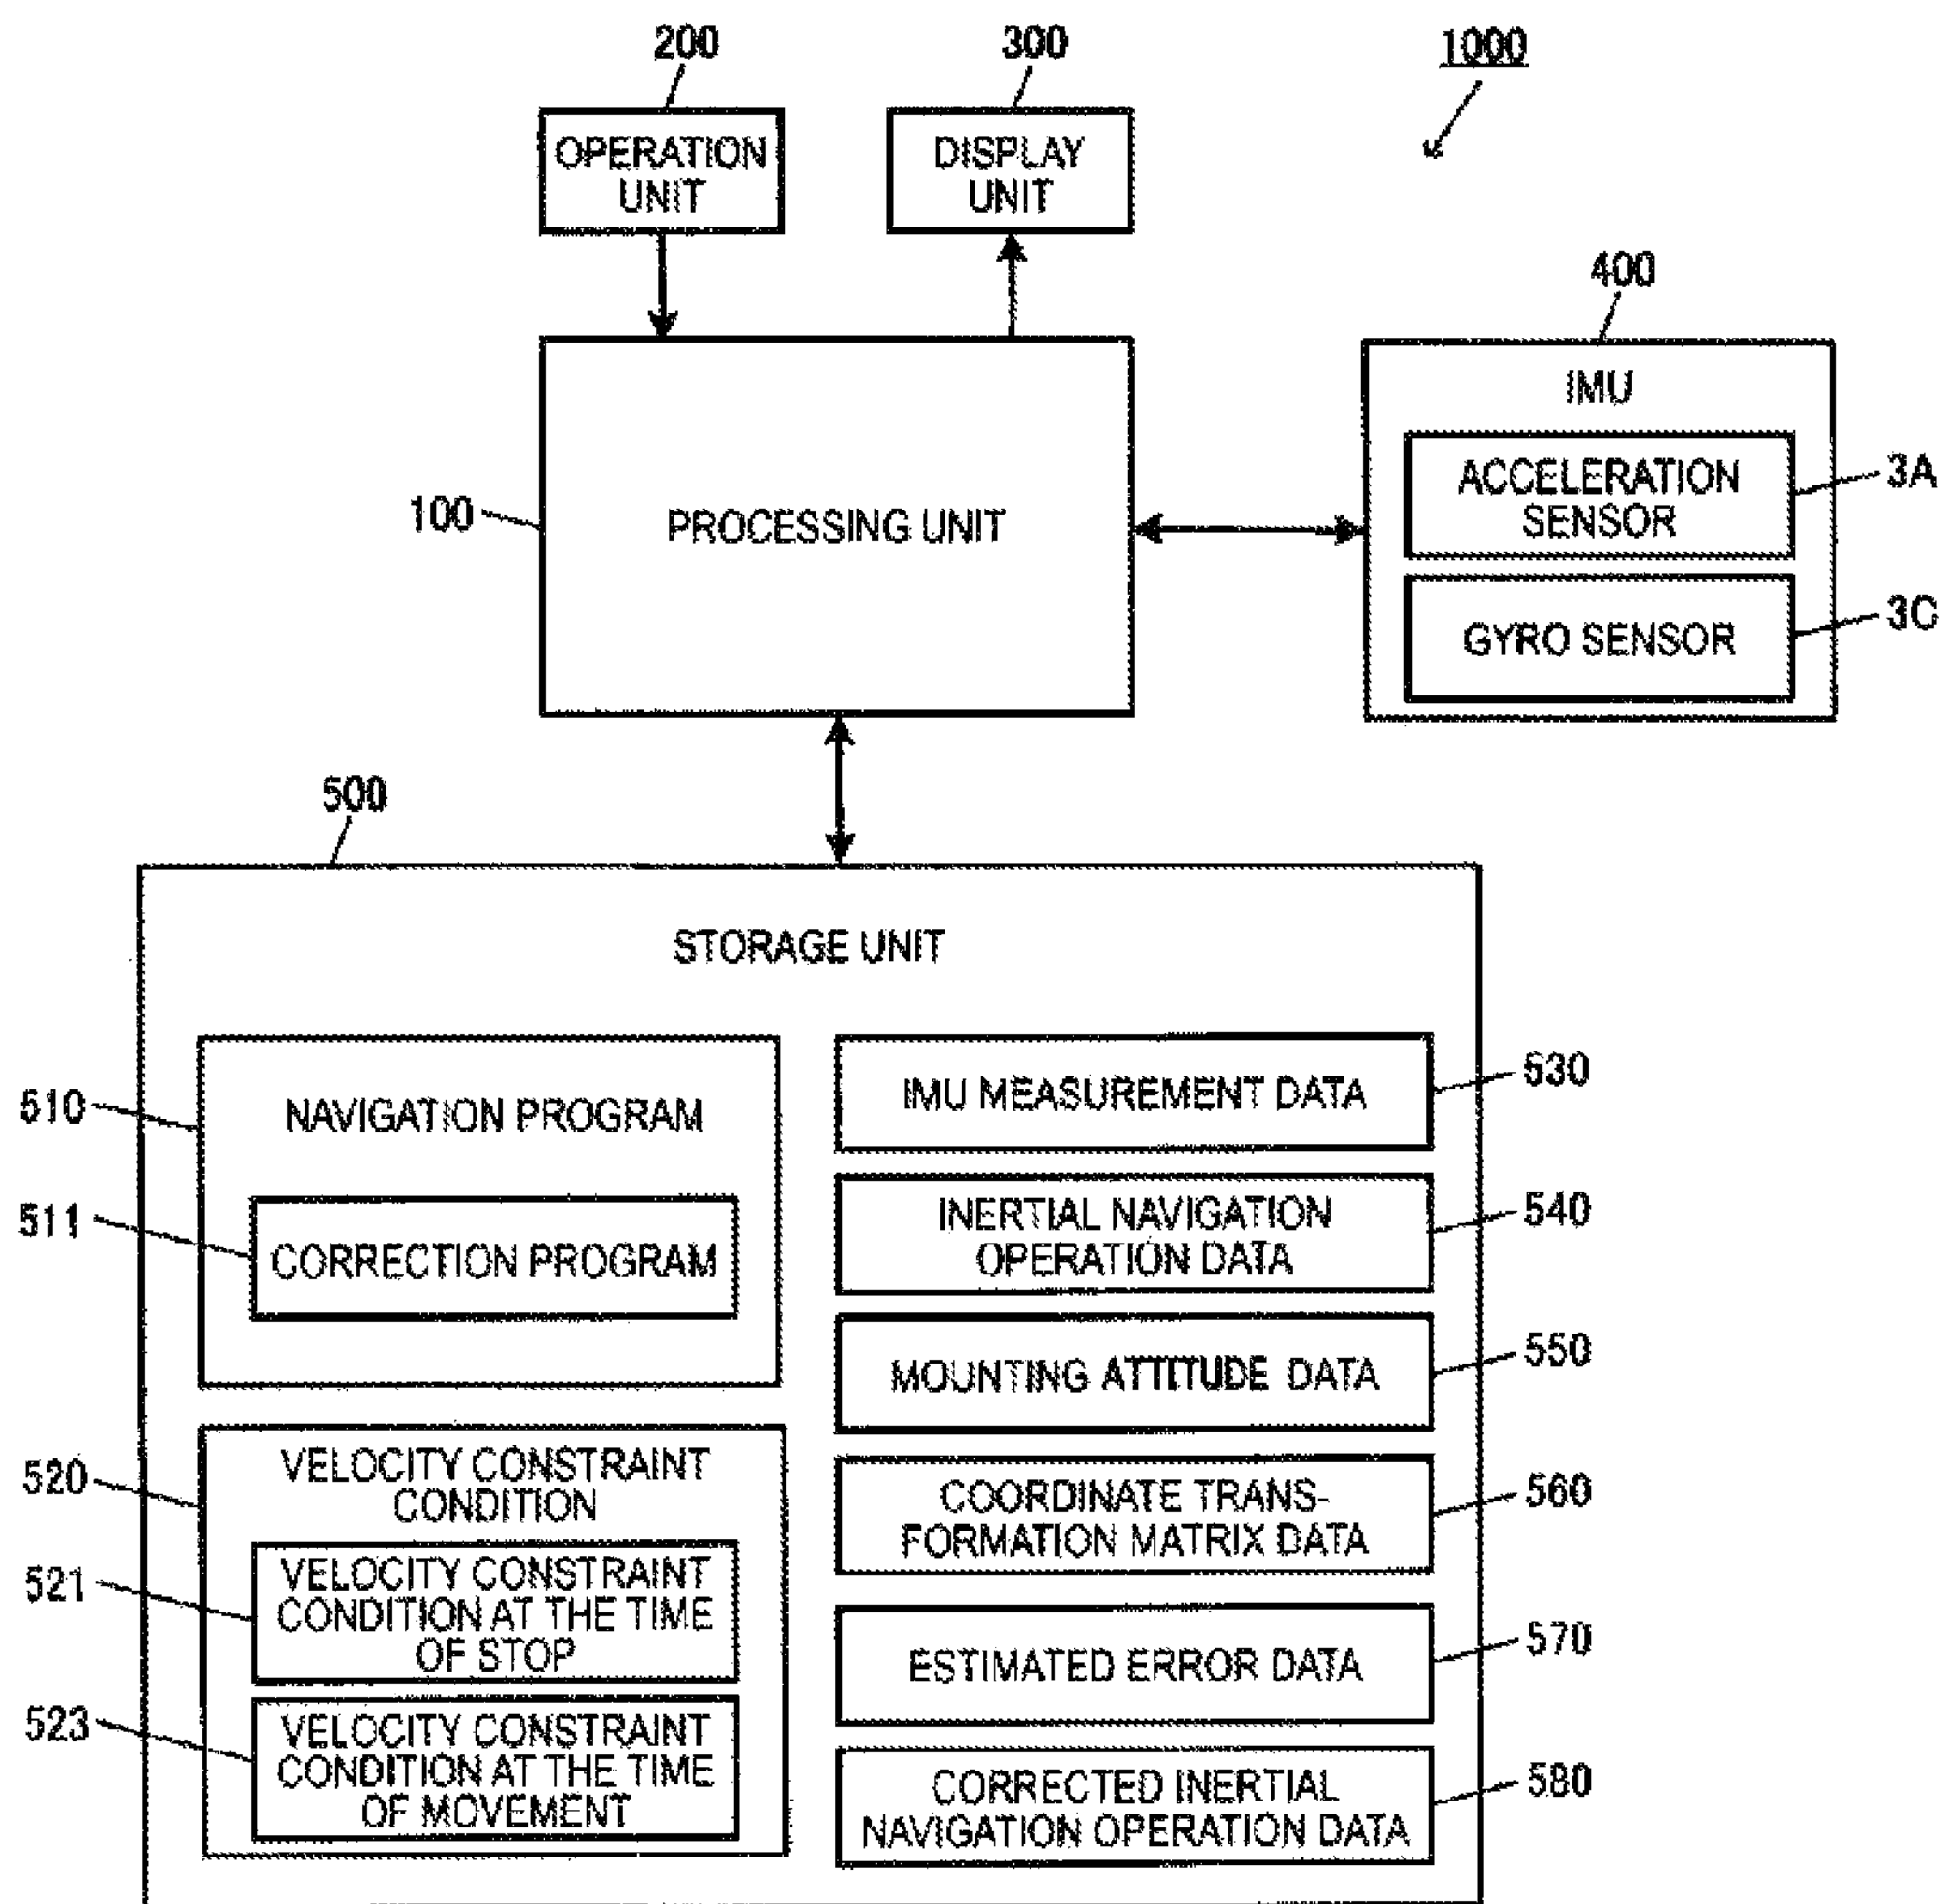 200
300
1000
OPERATION
UNIT
DISPLAY
UNIT
400
IMU
ACCELERATION
SENSOR
3A
100
PROCESSING UNIT
GYRO SENSOR
3C
500
STORAGE UNIT
510
NAVIGATION PROGRAM
511
CORRECTION PROGRAM
520
VELOCITY CONSTRAINT
CONDITION
521
VELOCITY CONSTRAINT
CONDITION AT THE TIME
OF STOP
523
VELOCITY CONSTRAINT
CONDITION AT THE TIME
OF MOVEMENT
IMU MEASUREMENT DATA
530
INERTIAL NAVIGATION
OPERATION DATA
540
MOUNTING ATTITUDE DATA
550
COORDINATE TRANS-
FORMATION MATRIX DATA
560
ESTIMATED ERROR DATA
570
CORRECTED INERTIAL
NAVIGATION OPERATION DATA
580